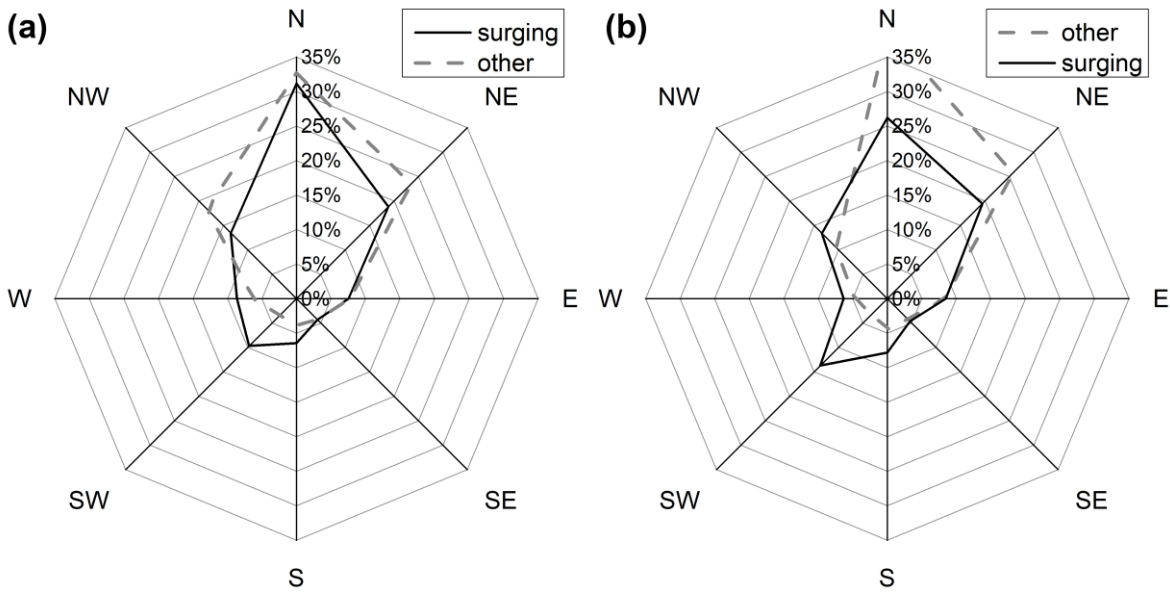 (a)
N
surging
other
35%
30%
25%
20%
15%
10%
5%
0%
NW
NE
W
E
SW
SE
S
(b)
N
other
surging
35%
30%
25%
20%
15%
10%
5%
0%
NW
NE
W
E
SW
SE
S